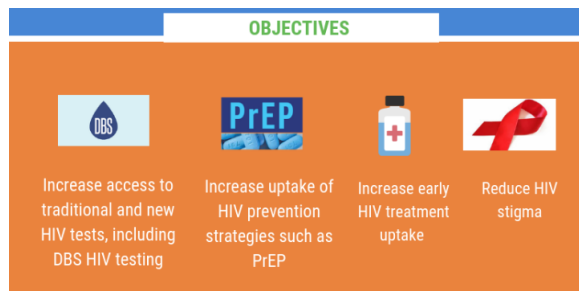 OBJECTIVES
DBS
PrEP
Increase access to
traditional and new
HIV tests, including
DBS HIV testing
Increase uptake of
HIV prevention
strategies such as
PrEP
Increase early
HIV treatment
uptake
Reduce HIV
stigma